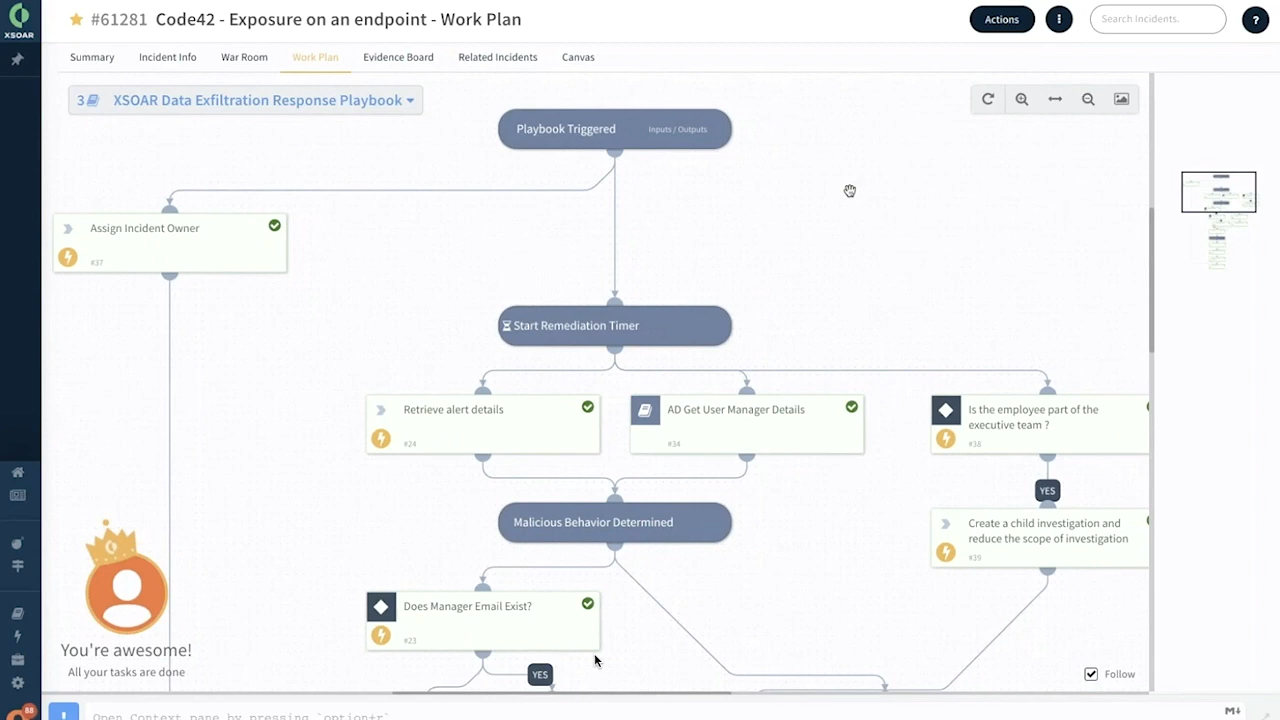 XSOAR
#61281 Code42 - Exposure on an endpoint - Work Plan
Actions
Search Incidents.
?
Summary
Incident Info
War Room
Work Plan
Evidence Board
Related Incidents
Canvas
3 XSOAR Data Exfiltration Response Playbook
Playbook Triggered
Inputs / Outputs
Assign Incident Owner
#37
Start Remediation Timer
Retrieve alert details
#24
AD Get User Manager Details
#34
Is the employee part of the
executive team ?
#38
YES
Malicious Behavior Determined
Create a child investigation and
reduce the scope of investigation
#39
Does Manager Email Exist?
#23
YES
You're awesome!
All your tasks are done
Follow
88
!
Open Context pane by pressing `option+r`
M